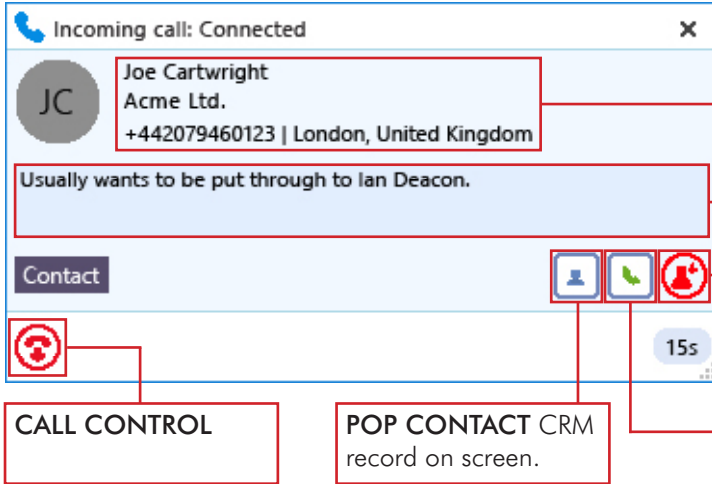 Incoming call: Connected
JC
Joe Cartwright
Acme Ltd.
+442079460123 | London, United Kingdom
Usually wants to be put through to Ian Deacon.
Contact
15s
CALL CONTROL
POP CONTACT CRM
record on screen.